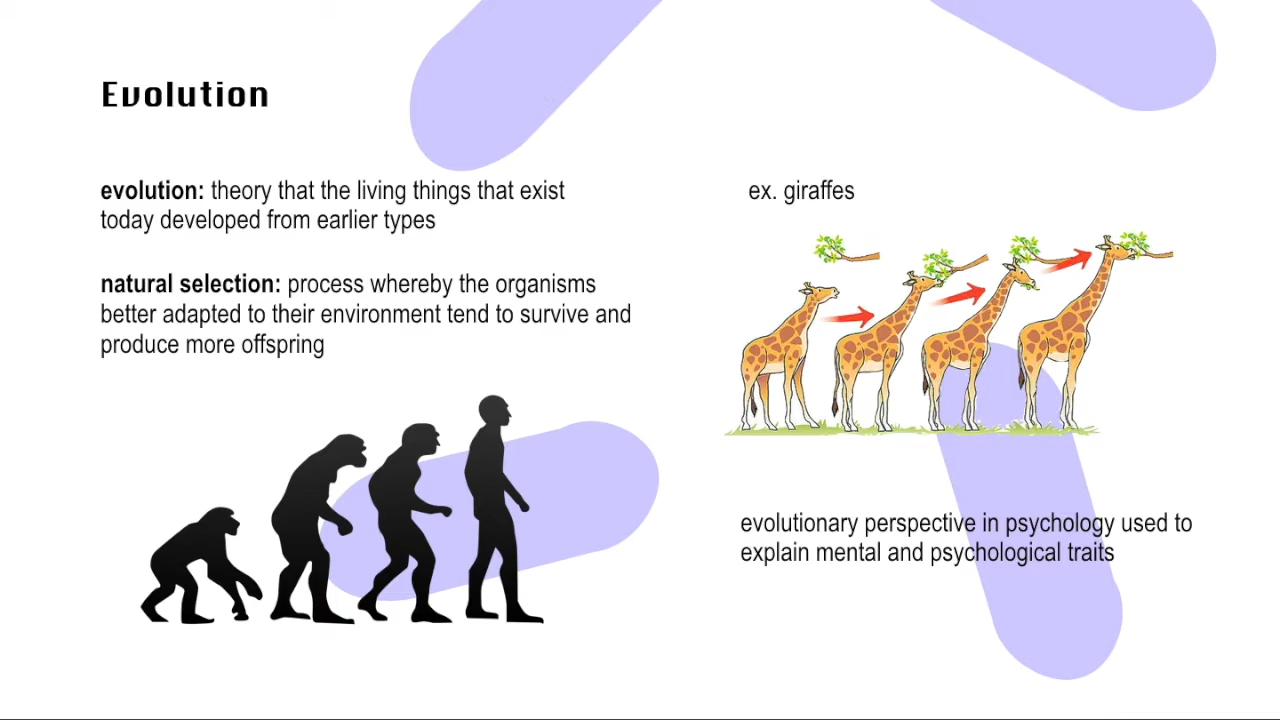 Evolution
evolution: theory that the living things that exist
today developed from earlier types
natural selection: process whereby the organisms
better adapted to their environment tend to survive and
produce more offspring
ex. giraffes
evolutionary perspective in psychology used to
explain mental and psychological traits